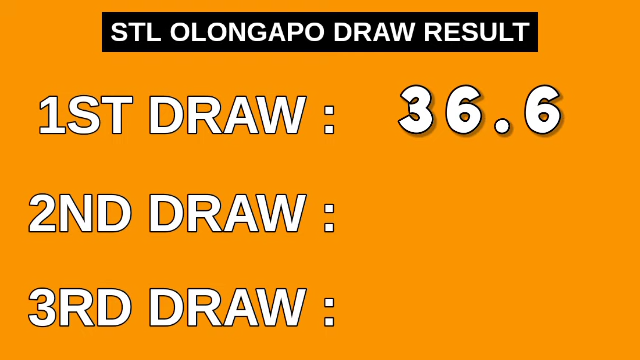 STL OLONGAPO DRAW RESULT
1ST DRAW : 36.6
2ND DRAW :
3RD DRAW :